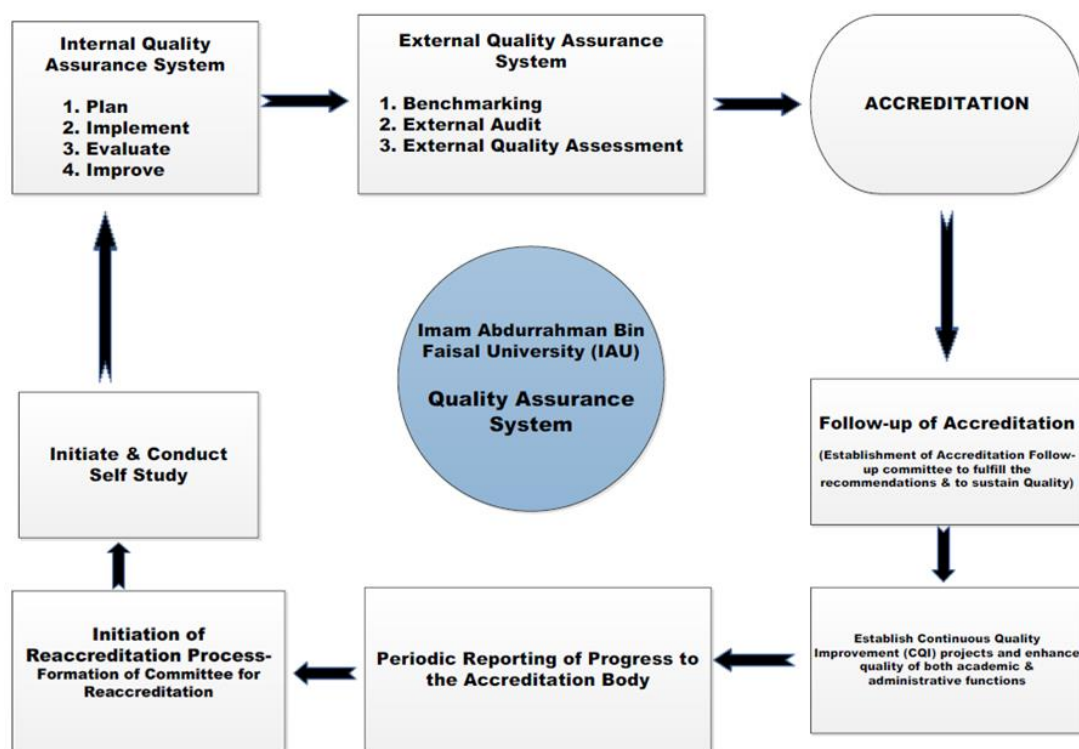 Internal Quality
Assurance System
1. Plan
2. Implement
3. Evaluate
4. Improve
External Quality Assurance
System
1. Benchmarking
2. External Audit
3. External Quality Assessment
ACCREDITATION
Imam Abdurrahman Bin
Faisal University (IAU)
Quality Assurance
System
Follow-up of Accreditation
(Establishment of Accreditation Follow-
up committee to fulfill the
recommendations & to sustain Quality)
Initiate & Conduct
Self Study
Initiation of
Reaccreditation Process-
Formation of Committee for
Reaccreditation
Periodic Reporting of Progress to
the Accreditation Body
Establish Continuous Quality
Improvement (CQI) projects and enhance
quality of both academic &
administrative functions